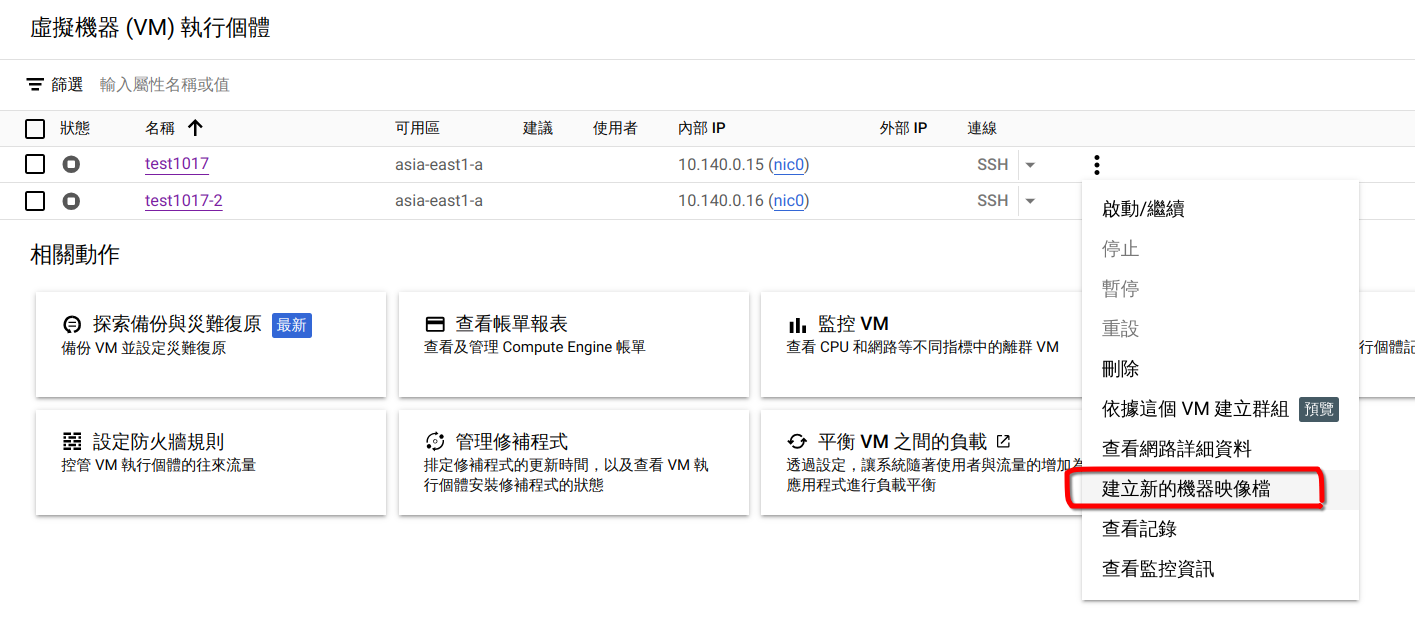 虛擬機器 (VM) 執行個體
篩選 輸入屬性名稱或值
狀態 名稱 可用區 建議 使用者 內部 IP 外部 IP 連線
test1017 asia-east1-a 10.140.0.15 (nic0) SSH
test1017-2 asia-east1-a 10.140.0.16 (nic0) SSH
相關動作
探索備份與災難復原 最新
備份 VM 並設定災難復原
查看帳單報表
查看及管理 Compute Engine 帳單
監控 VM
查看 CPU 和網路等不同指標中的離群 VM
行個體記
設定防火牆規則
控管 VM 執行個體的往來流量
管理修補程式
排定修補程式的更新時間，以及查看 VM 執
行個體安裝修補程式的狀態
平衡 VM 之間的負載
透過設定，讓系統隨著使用者與流量的增加為
應用程式進行負載平衡
啟動/繼續
停止
暫停
重設
刪除
依據這個 VM 建立群組 預覽
查看網路詳細資料
建立新的機器映像檔
查看記錄
查看監控資訊